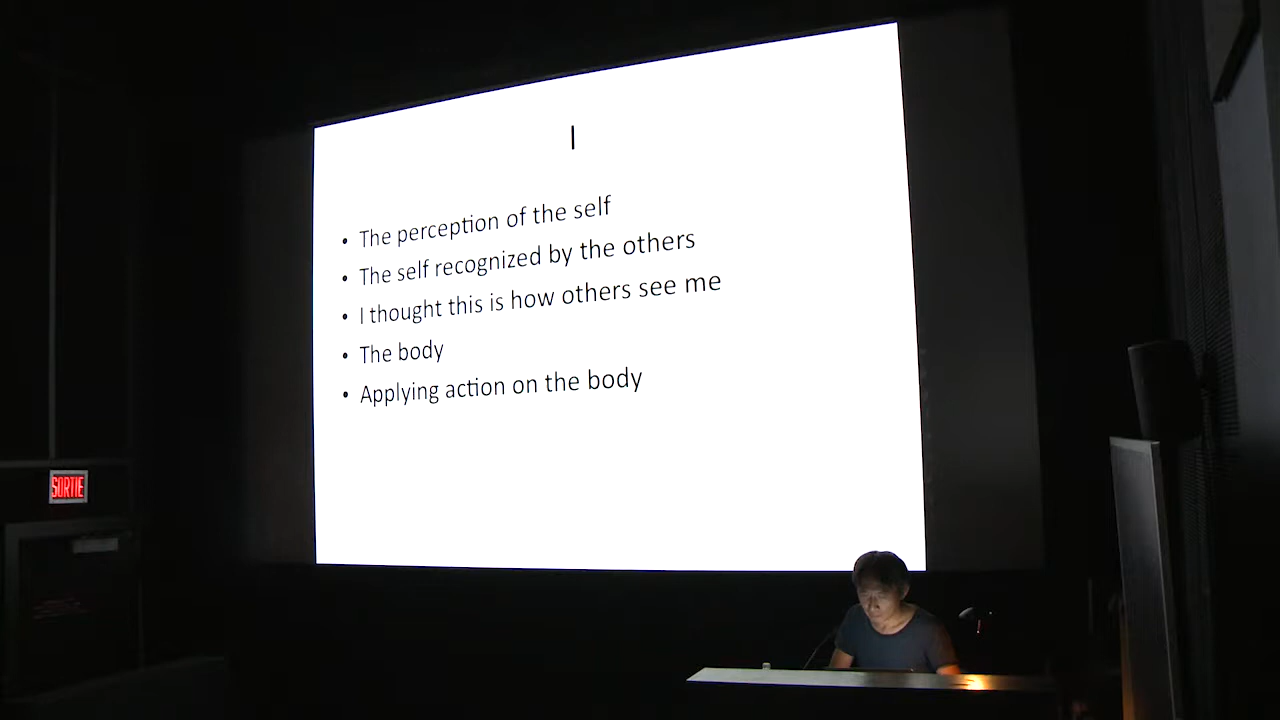 I
• The perception of the self
• The self recognized by the others
• I thought this is how others see me
• The body
• Applying action on the body
SORTIE